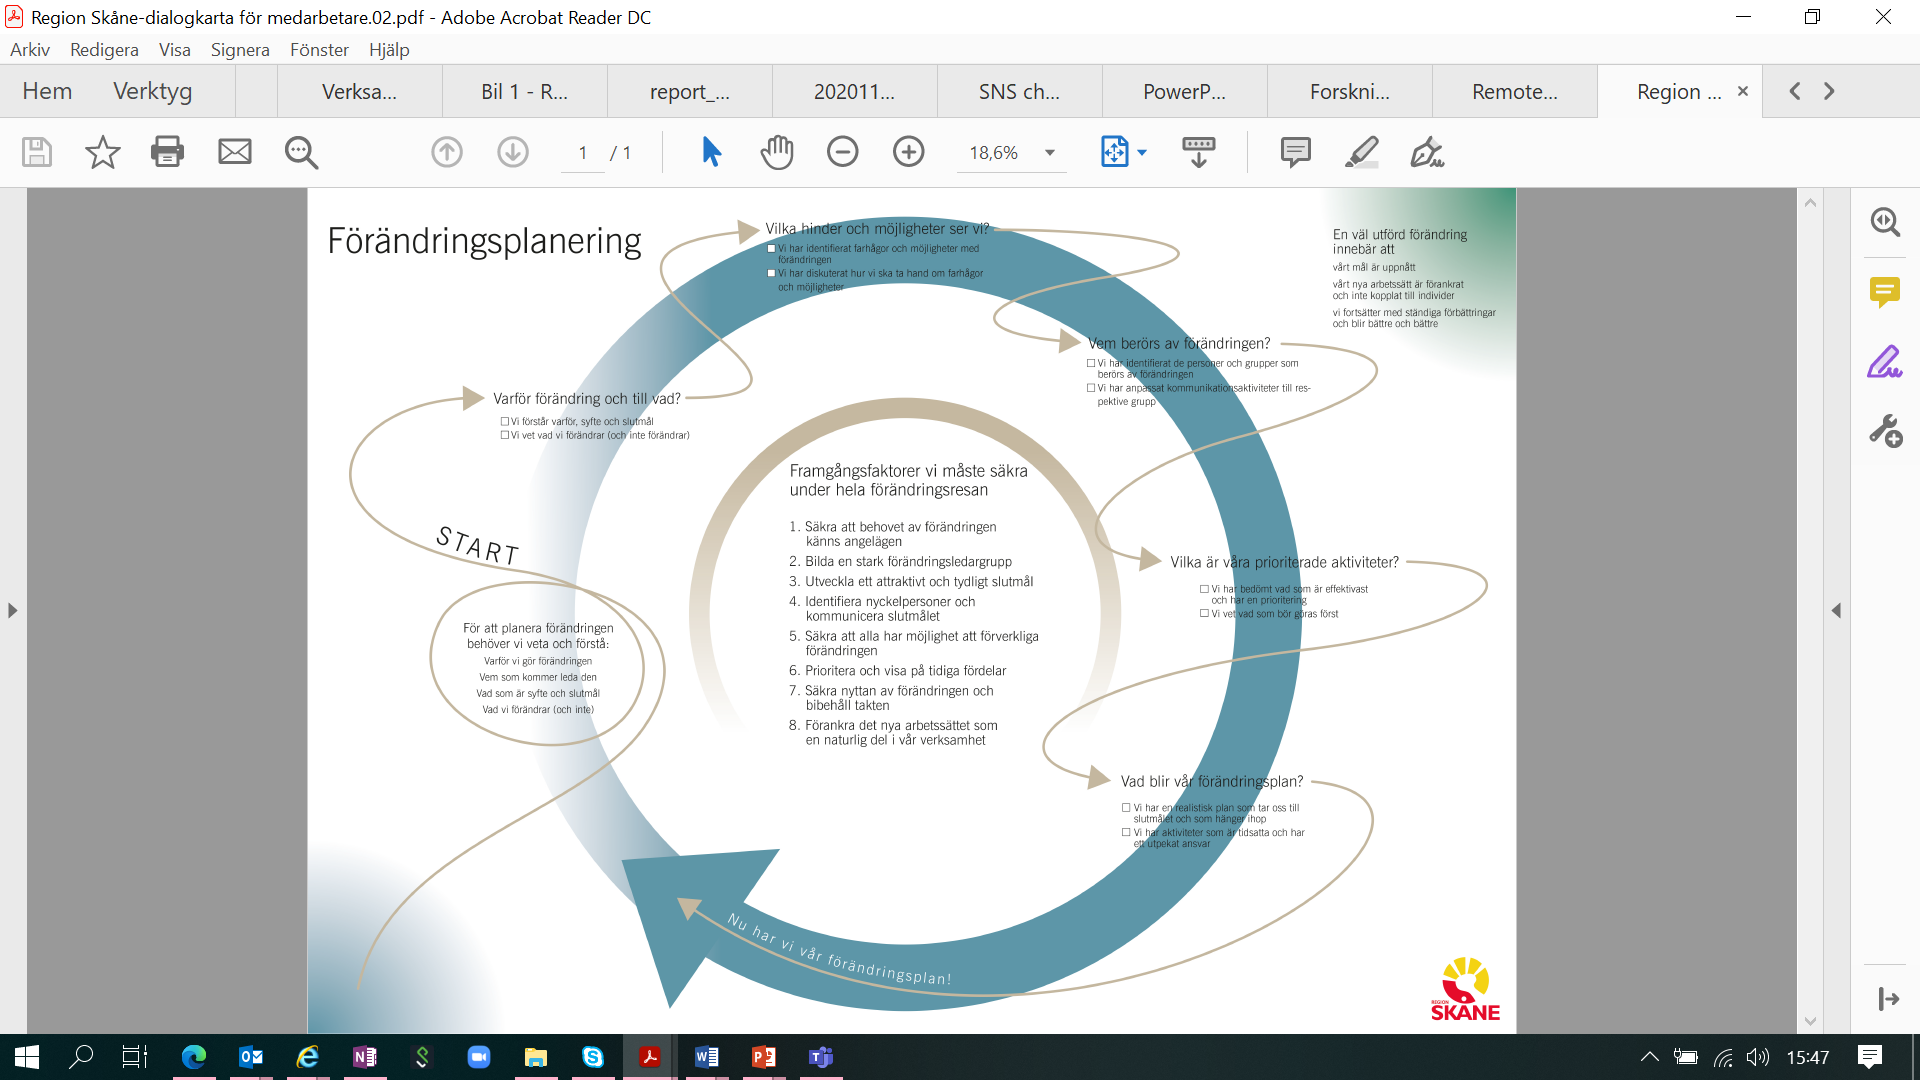 Region Skåne-dialogkarta för medarbetare.02.pdf - Adobe Acrobat Reader DC
Arkiv Redigera Visa Signera Fönster Hjälp
Hem Verktyg Verksa... Bil 1 - R... report_... 202011... SNS ch... PowerP... Forskni... Remote... Region ...
1 / 1 18,6%
Förändringsplanering
Vilka hinder och möjligheter ser vi?
Vi har identifierat farhågor och möjligheter med
förändringen
Vi har diskuterat hur vi ska ta hand om farhågor
och möjligheter
En väl utförd förändring
innebär att
vårt mål är uppnått
vårt nya arbetssätt är förankrat
och inte kopplat till individer
vi fortsätter med ständiga förbättringar
och blir bättre och bättre
Vem berörs av förändringen?
Vi har identifierat de personer och grupper som
berörs av förändringen
Vi har anpassat kommunikationsaktiviteter till res-
pektive grupp
Varför förändring och till vad?
Vi förstår varför, syfte och slutmål
Vi vet vad vi förändrar (och inte förändrar)
Framgångsfaktorer vi måste säkra
under hela förändringsresan
1. Säkra att behovet av förändringen
känns angelägen
2. Bilda en stark förändringsledargrupp
3. Utveckla ett attraktivt och tydligt slutmål
4. Identifiera nyckelpersoner och
kommunicera slutmålet
5. Säkra att alla har möjlighet att förverkliga
förändringen
6. Prioritera och visa på tidiga fördelar
7. Säkra nyttan av förändringen och
bibehåll takten
8. Förankra det nya arbetssättet som
en naturlig del i vår verksamhet
START
För att planera förändringen
behöver vi veta och förstå:
Varför vi gör förändringen
Vem som kommer leda den
Vad som är syfte och slutmål
Vad vi förändrar (och inte)
Vilka är våra prioriterade aktiviteter?
Vi har bedömt vad som är effektivast
och har en prioritering
Vi vet vad som bör göras först
Vad blir vår förändringsplan?
Vi har en realistisk plan som tar oss till
slutmålet och som hänger ihop
Vi har aktiviteter som är tidsatta och har
ett utpekat ansvar
Nu har vi vår förändringsplan!
REGION
SKÅNE
15:47